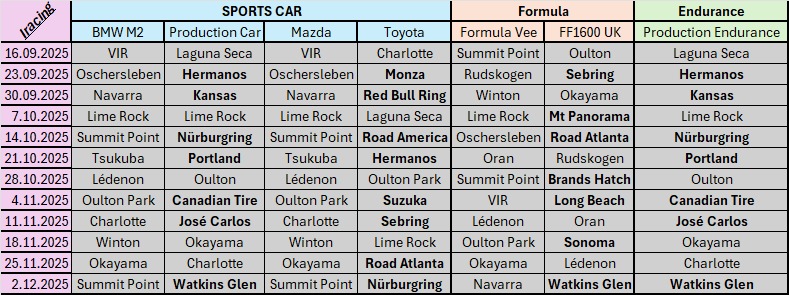 Iracing SPORTS CAR Formula Endurance
BMW M2 Production Car Mazda Toyota Formula Vee FF1600 UK Production Endurance
16.09.2025 VIR Laguna Seca VIR Charlotte Summit Point Oulton Laguna Seca
23.09.2025 Oschersleben Hermanos Oschersleben Monza Rudskogen Sebring Hermanos
30.09.2025 Navarra Kansas Navarra Red Bull Ring Winton Okayama Kansas
7.10.2025 Lime Rock Lime Rock Lime Rock Laguna Seca Lime Rock Mt Panorama Lime Rock
14.10.2025 Summit Point Nürburgring Summit Point Road America Oschersleben Road Atlanta Nürburgring
21.10.2025 Tsukuba Portland Tsukuba Hermanos Oran Rudskogen Portland
28.10.2025 Lédenon Oulton Lédenon Oulton Park Summit Point Brands Hatch Oulton
4.11.2025 Oulton Park Canadian Tire Oulton Park Suzuka VIR Long Beach Canadian Tire
11.11.2025 Charlotte José Carlos Charlotte Sebring Lédenon Oran José Carlos
18.11.2025 Winton Okayama Winton Lime Rock Oulton Park Sonoma Okayama
25.11.2025 Okayama Charlotte Okayama Road Atlanta Okayama Lédenon Charlotte
2.12.2025 Summit Point Watkins Glen Summit Point Nürburgring Navarra Watkins Glen Watkins Glen